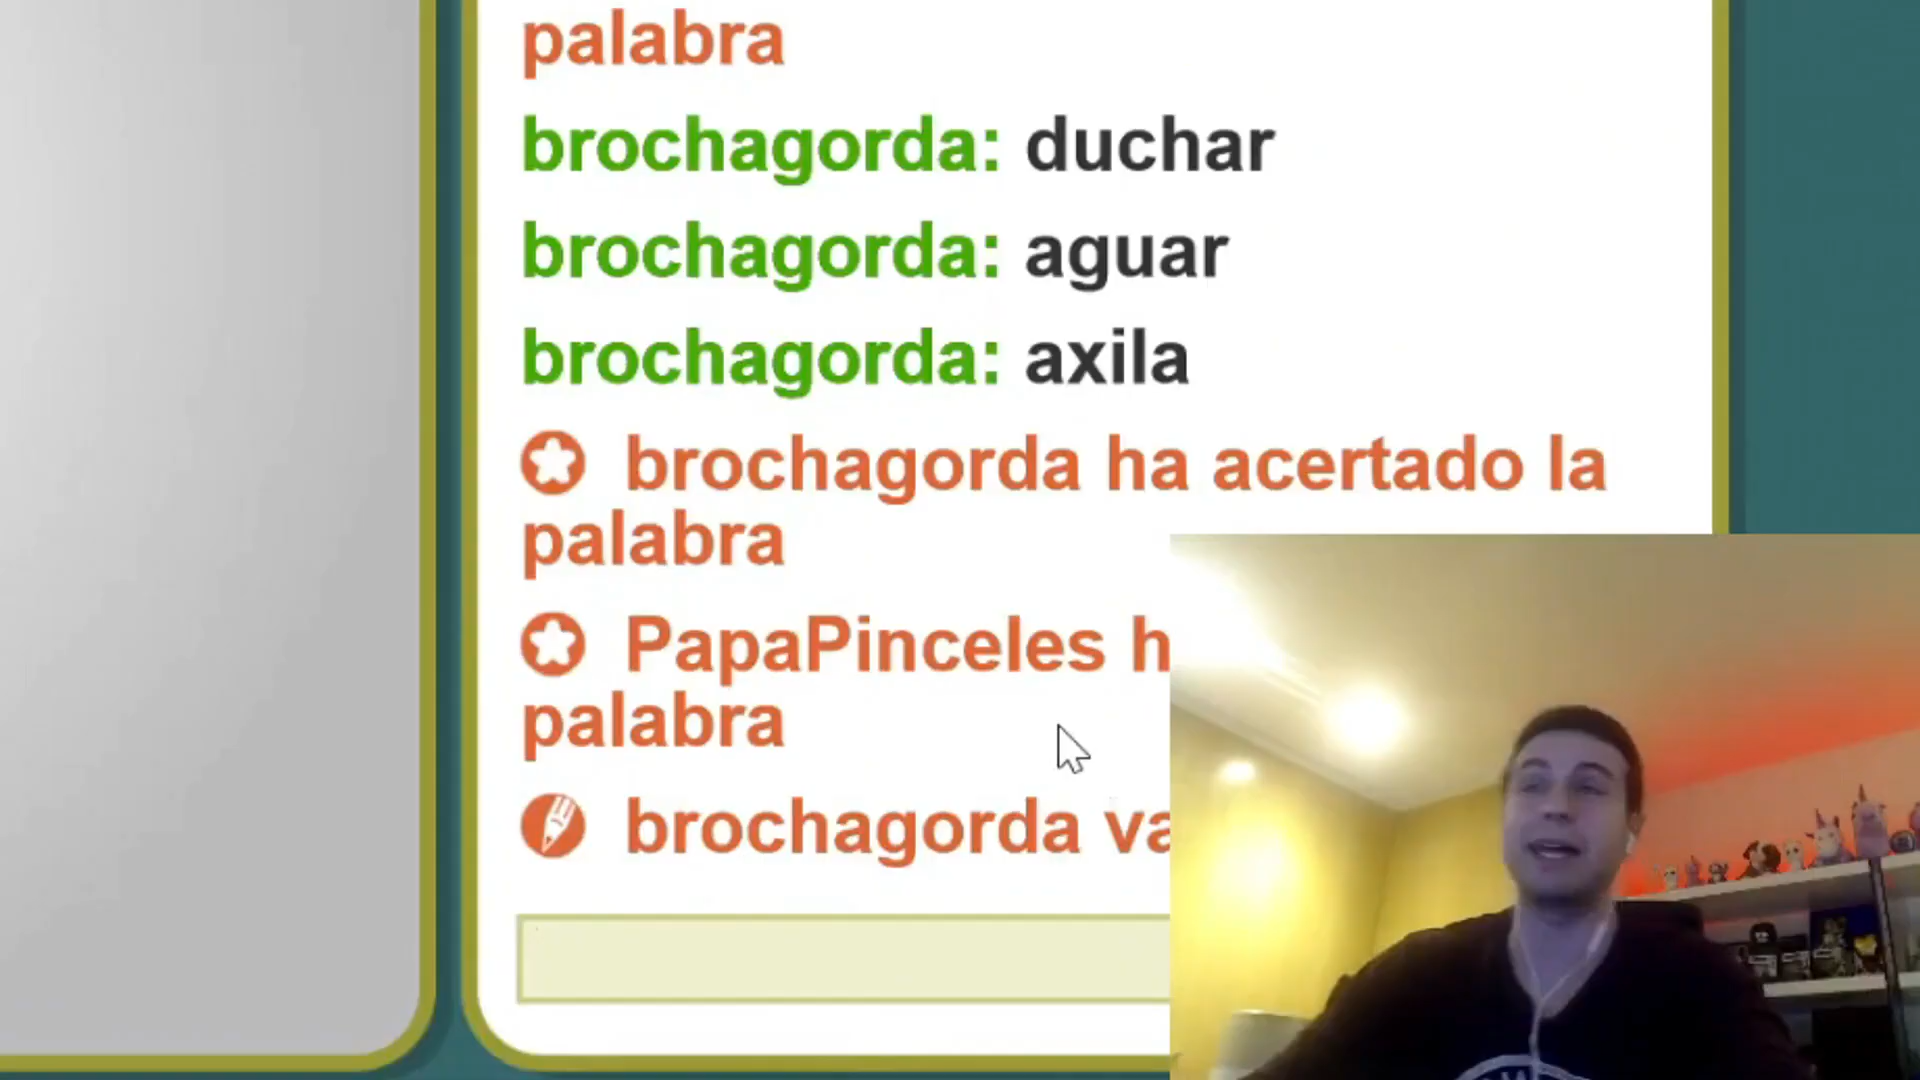 palabra
brochagorda: duchar
brochagorda: aguar
brochagorda: axila
brochagorda ha acertado la
palabra
PapaPinceles h
palabra
brochagorda va